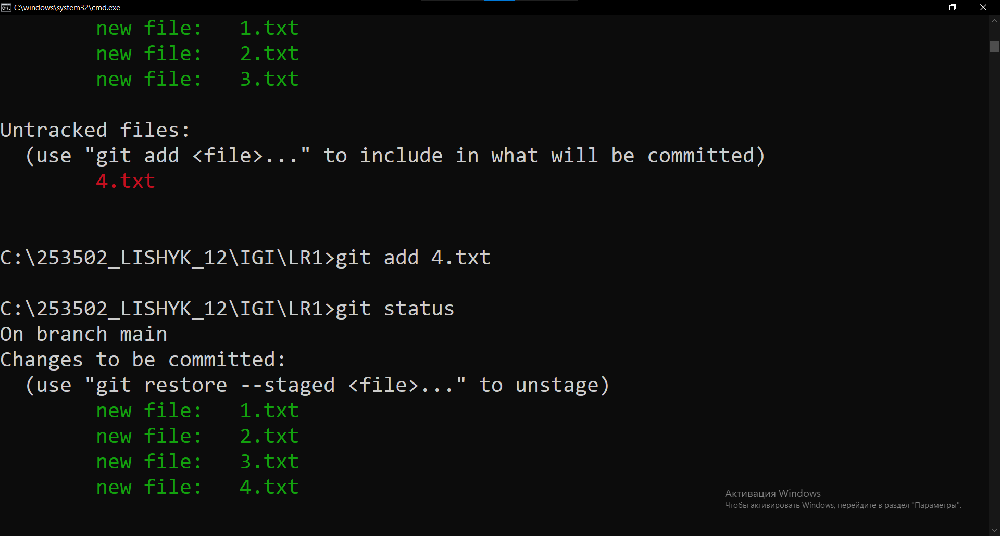 C:\windows\system32\cmd.exe
new file:   1.txt
new file:   2.txt
new file:   3.txt
Untracked files:
(use "git add <file>..." to include in what will be committed)
4.txt
C:\253502_LISHYK_12\IGI\LR1>git add 4.txt
C:\253502_LISHYK_12\IGI\LR1>git status
On branch main
Changes to be committed:
(use "git restore --staged <file>..." to unstage)
new file:   1.txt
new file:   2.txt
new file:   3.txt
new file:   4.txt
Активация Windows
Чтобы активировать Windows, перейдите в раздел "Параметры".